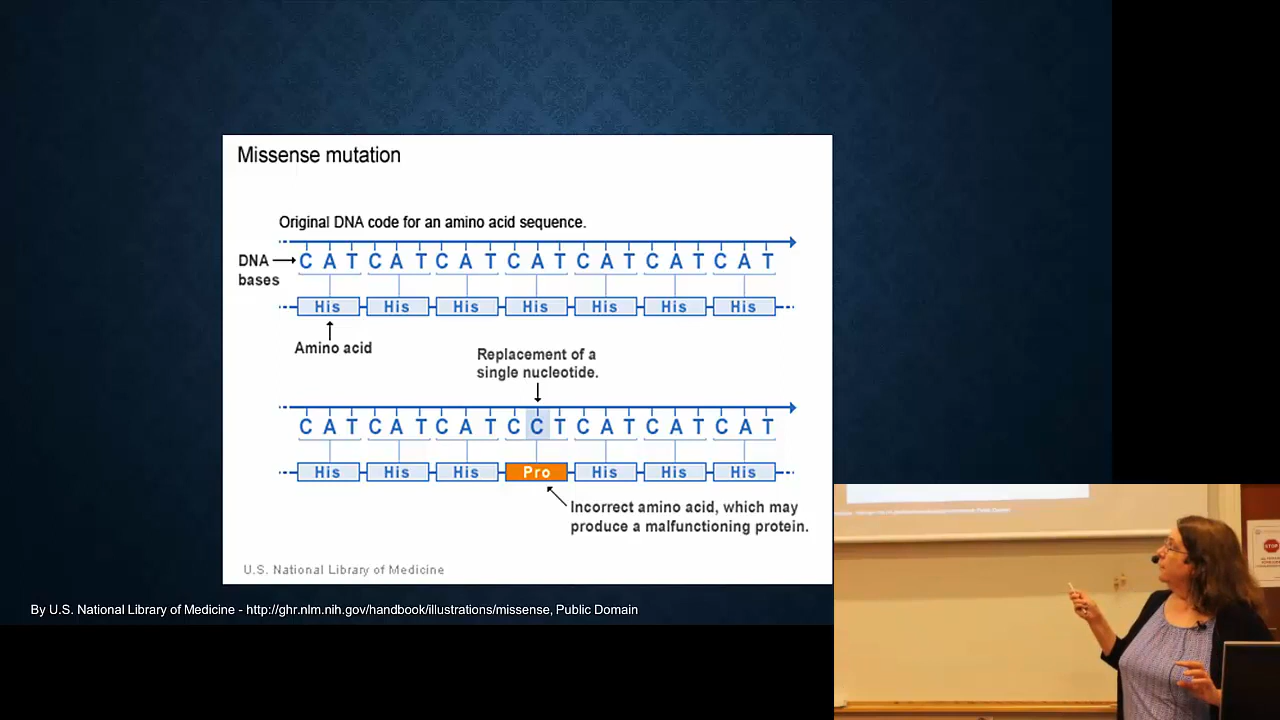 Missense mutation
Original DNA code for an amino acid sequence.
DNA bases
C A T C A T C A T C A T C A T C A T C A T
His His His His His His His
Amino acid
Replacement of a
single nucleotide.
C A T C A T C A T C C T C A T C A T C A T
His His His Pro His His His
Incorrect amino acid, which may
produce a malfunctioning protein.
U.S. National Library of Medicine
By U.S. National Library of Medicine - http://ghr.nlm.nih.gov/handbook/illustrations/missense, Public Domain
STOP